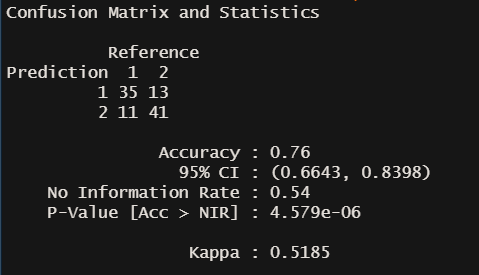 Confusion Matrix and Statistics
Reference
Prediction 1 2
1 35 13
2 11 41
Accuracy : 0.76
95% CI : (0.6643, 0.8398)
No Information Rate : 0.54
P-Value [Acc > NIR] : 4.579e-06
Kappa : 0.5185